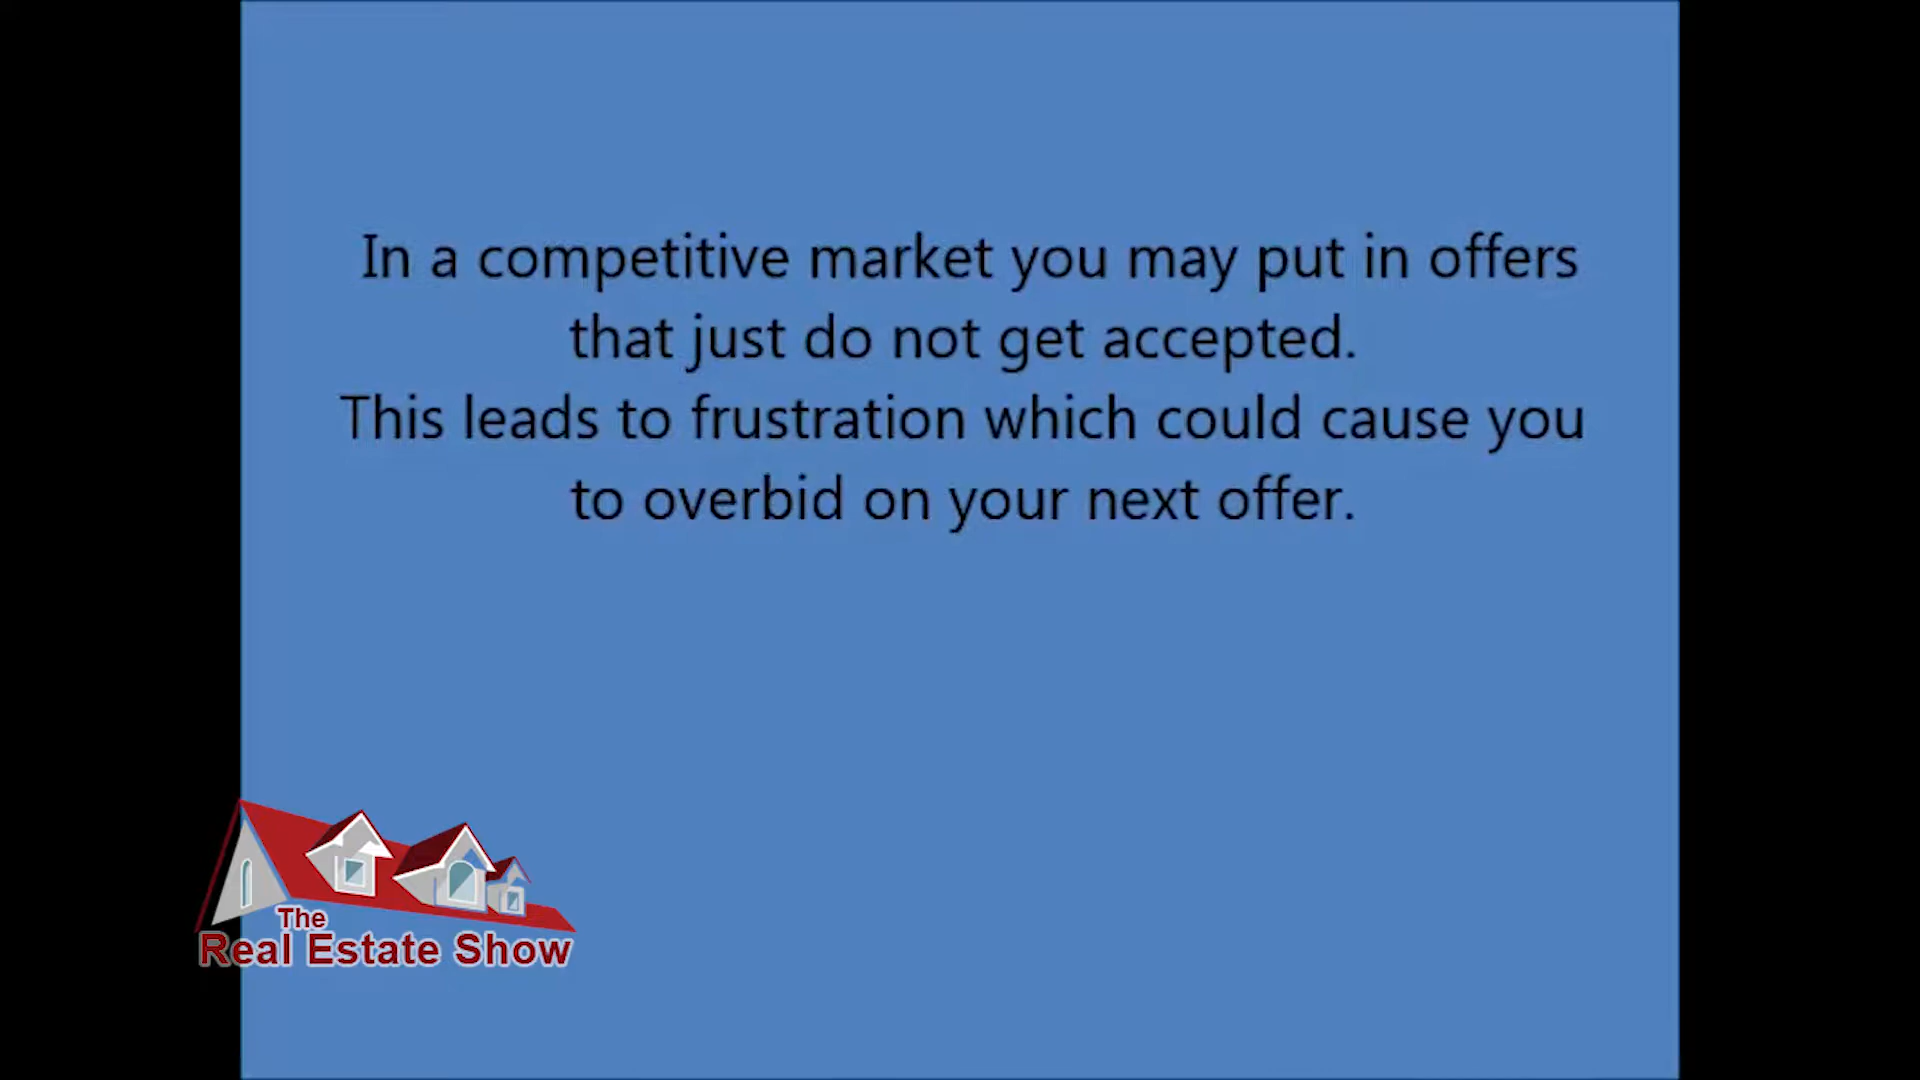 In a competitive market you may put in offers
that just do not get accepted.
This leads to frustration which could cause you
to overbid on your next offer.
The
Real Estate Show